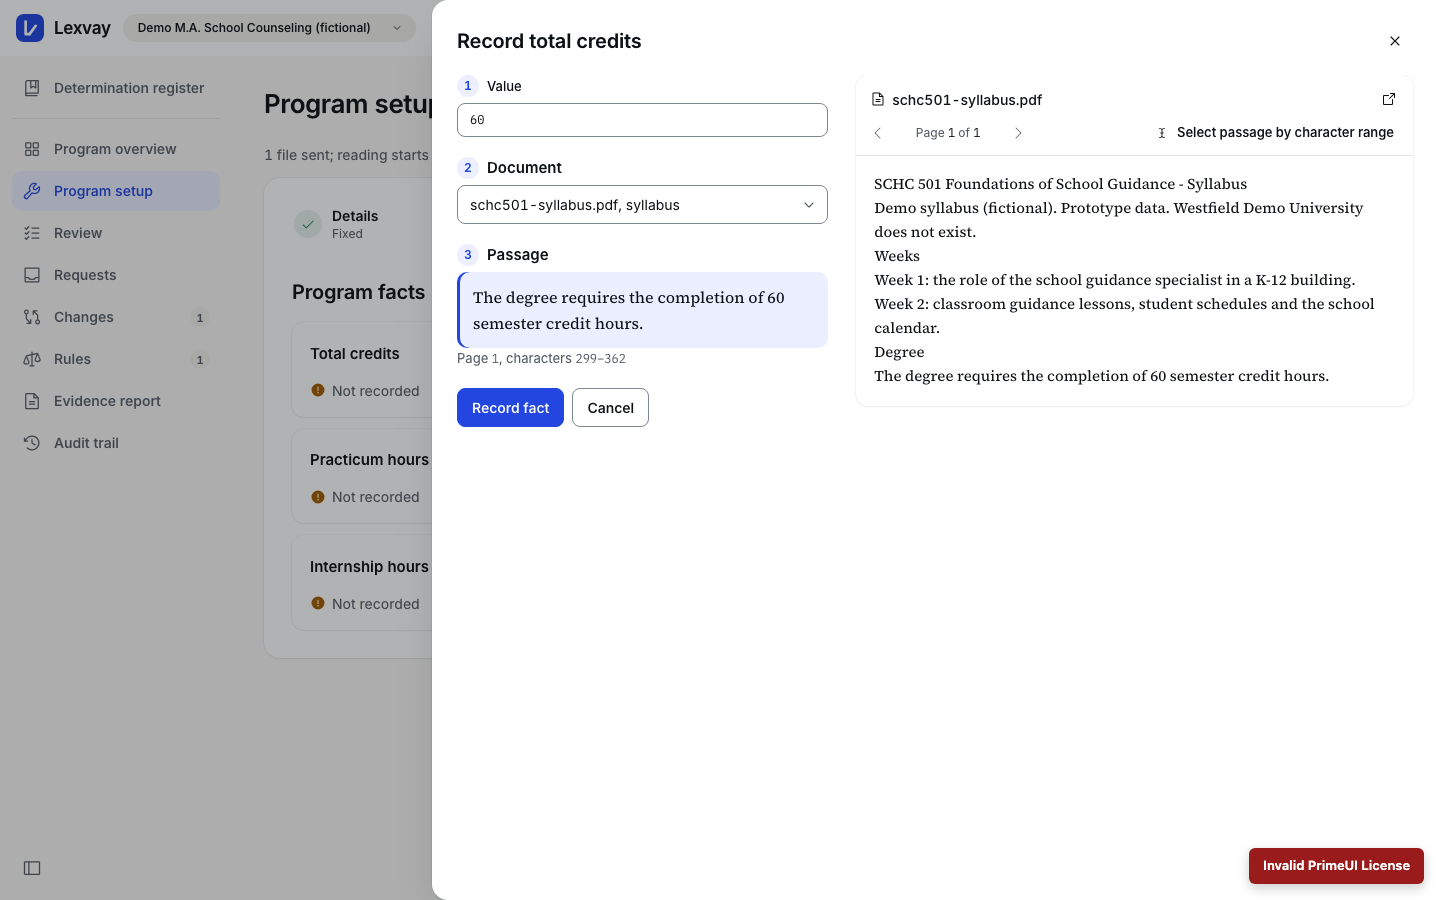 Lexvay
Demo M.A. School Counseling (fictional)
Determination register
Program overview
Program setup
Review
Requests
Changes
1
Rules
1
Evidence report
Audit trail
Program setup
1 file sent; reading starts
Details
Fixed
Program facts
Total credits
Not recorded
Practicum hours
Not recorded
Internship hours
Not recorded
Record total credits
1 Value
60
2 Document
schc501-syllabus.pdf, syllabus
3 Passage
The degree requires the completion of 60
semester credit hours.
Page 1, characters 299–362
Record fact
Cancel
schc501-syllabus.pdf
Page 1 of 1
Select passage by character range
SCHC 501 Foundations of School Guidance - Syllabus
Demo syllabus (fictional). Prototype data. Westfield Demo University
does not exist.
Weeks
Week 1: the role of the school guidance specialist in a K-12 building.
Week 2: classroom guidance lessons, student schedules and the school
calendar.
Degree
The degree requires the completion of 60 semester credit hours.
Invalid PrimeUI License